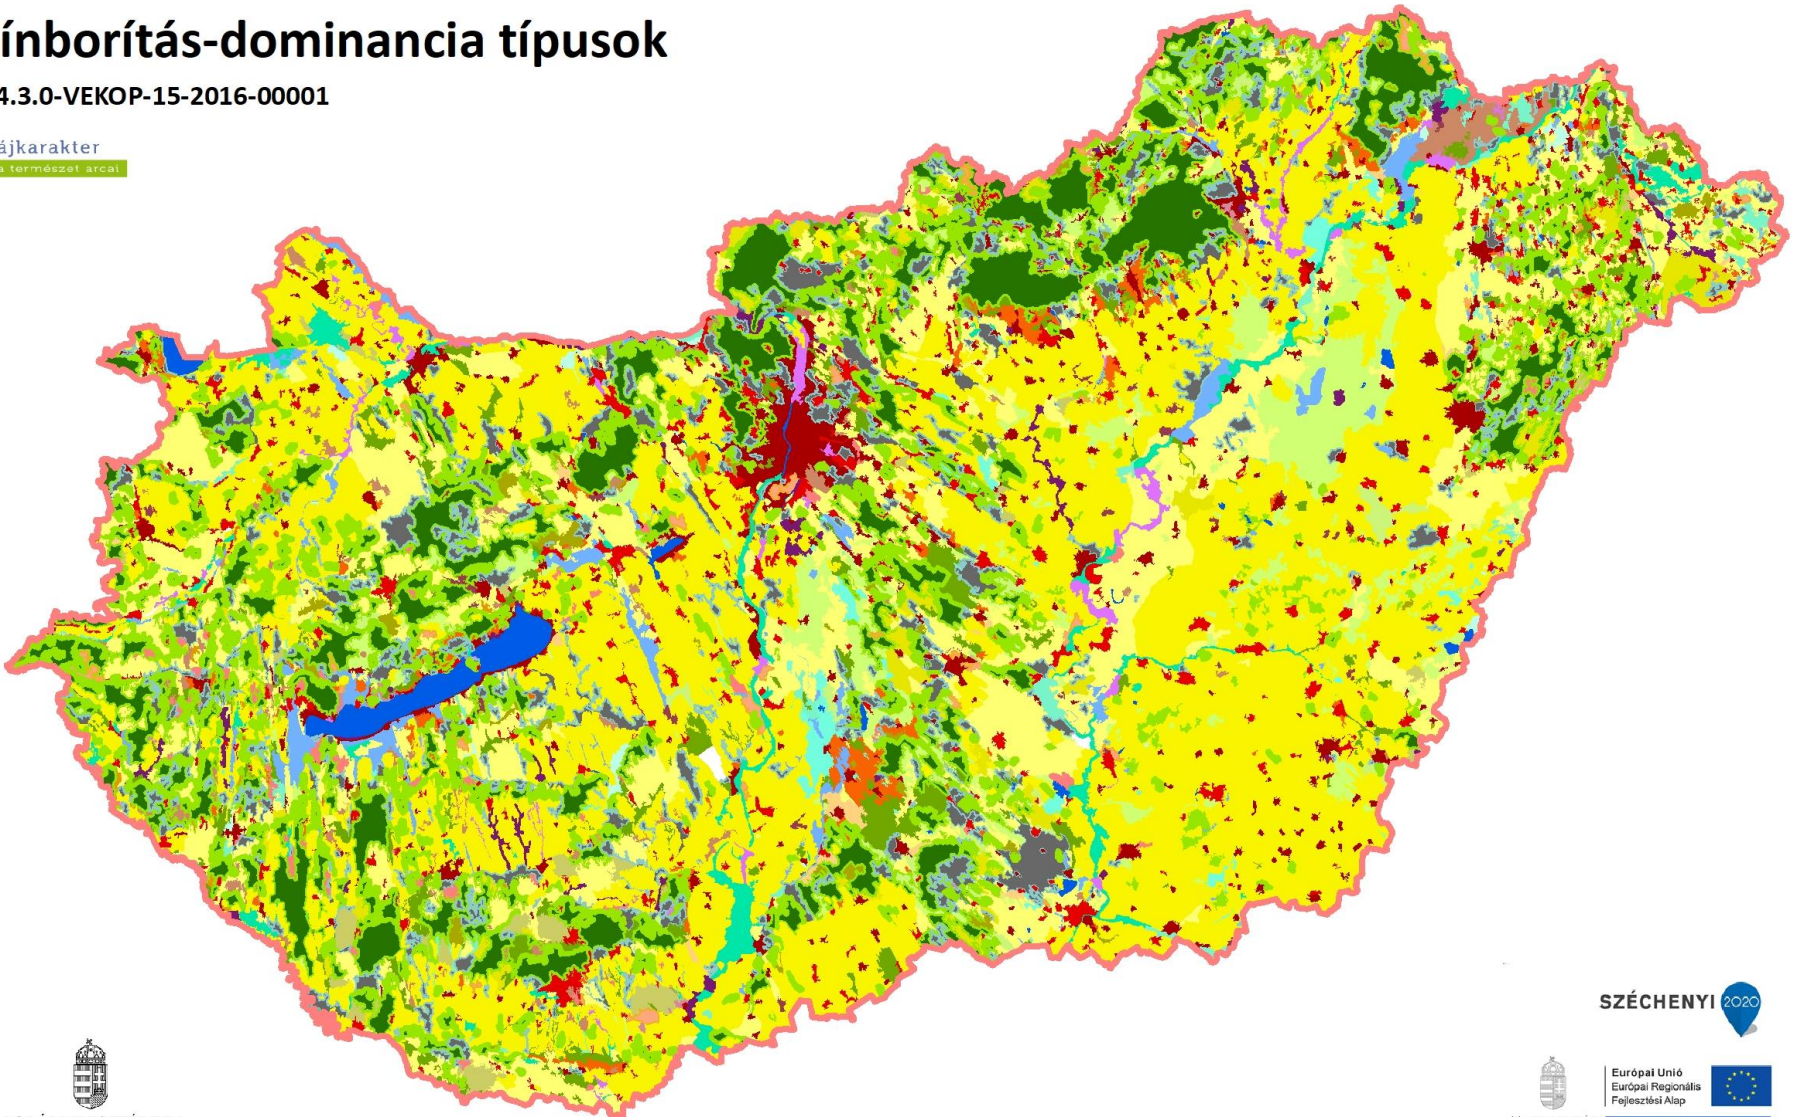 ínborítás-dominancia típusok
4.3.0-VEKOP-15-2016-00001
ájkarakter
a természet arcai
SZÉCHENYI 2020
Európai Unió
Európai Regionális
Fejlesztési Alap